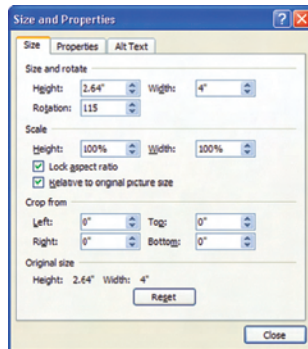 Size and Properties
Size Properties Alt Text
Size and rotate
Height: 2.64" Width: 4"
Rotation: 115
Scale
Height: 100% Width: 100%
Lock aspect ratio
Relative to original picture size
Crop from
Left: 0" Top: 0"
Right: 0" Bottom: 0"
Original size
Height: 2.64" Width: 4"
Reset
Close